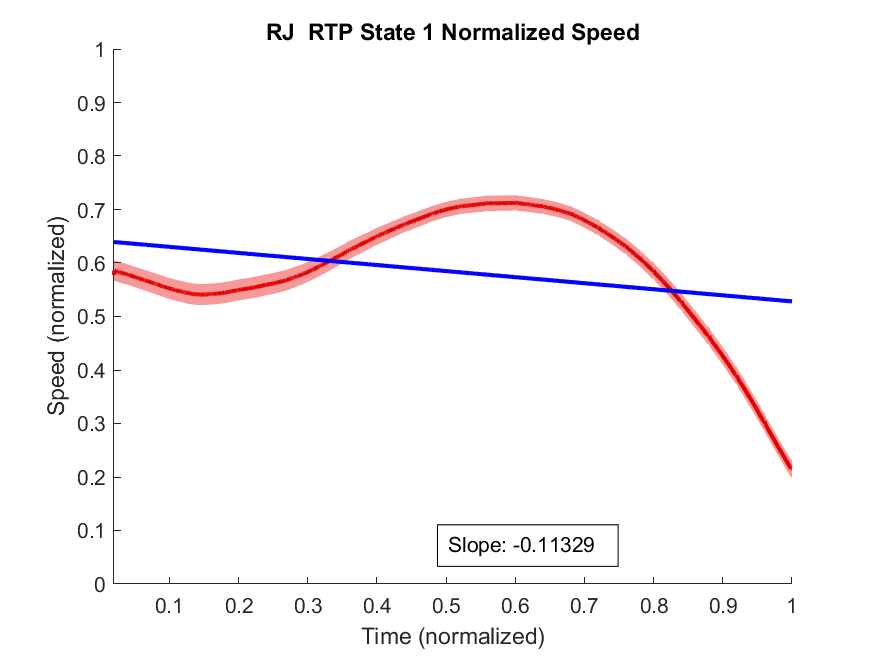 RJ  RTP State 1 Normalized Speed
1
0.9
0.8
0.7
0.6
0.5
0.4
0.3
0.2
0.1
0
Speed (normalized)
Slope: -0.11329
0.1 0.2 0.3 0.4 0.5 0.6 0.7 0.8 0.9 1
Time (normalized)